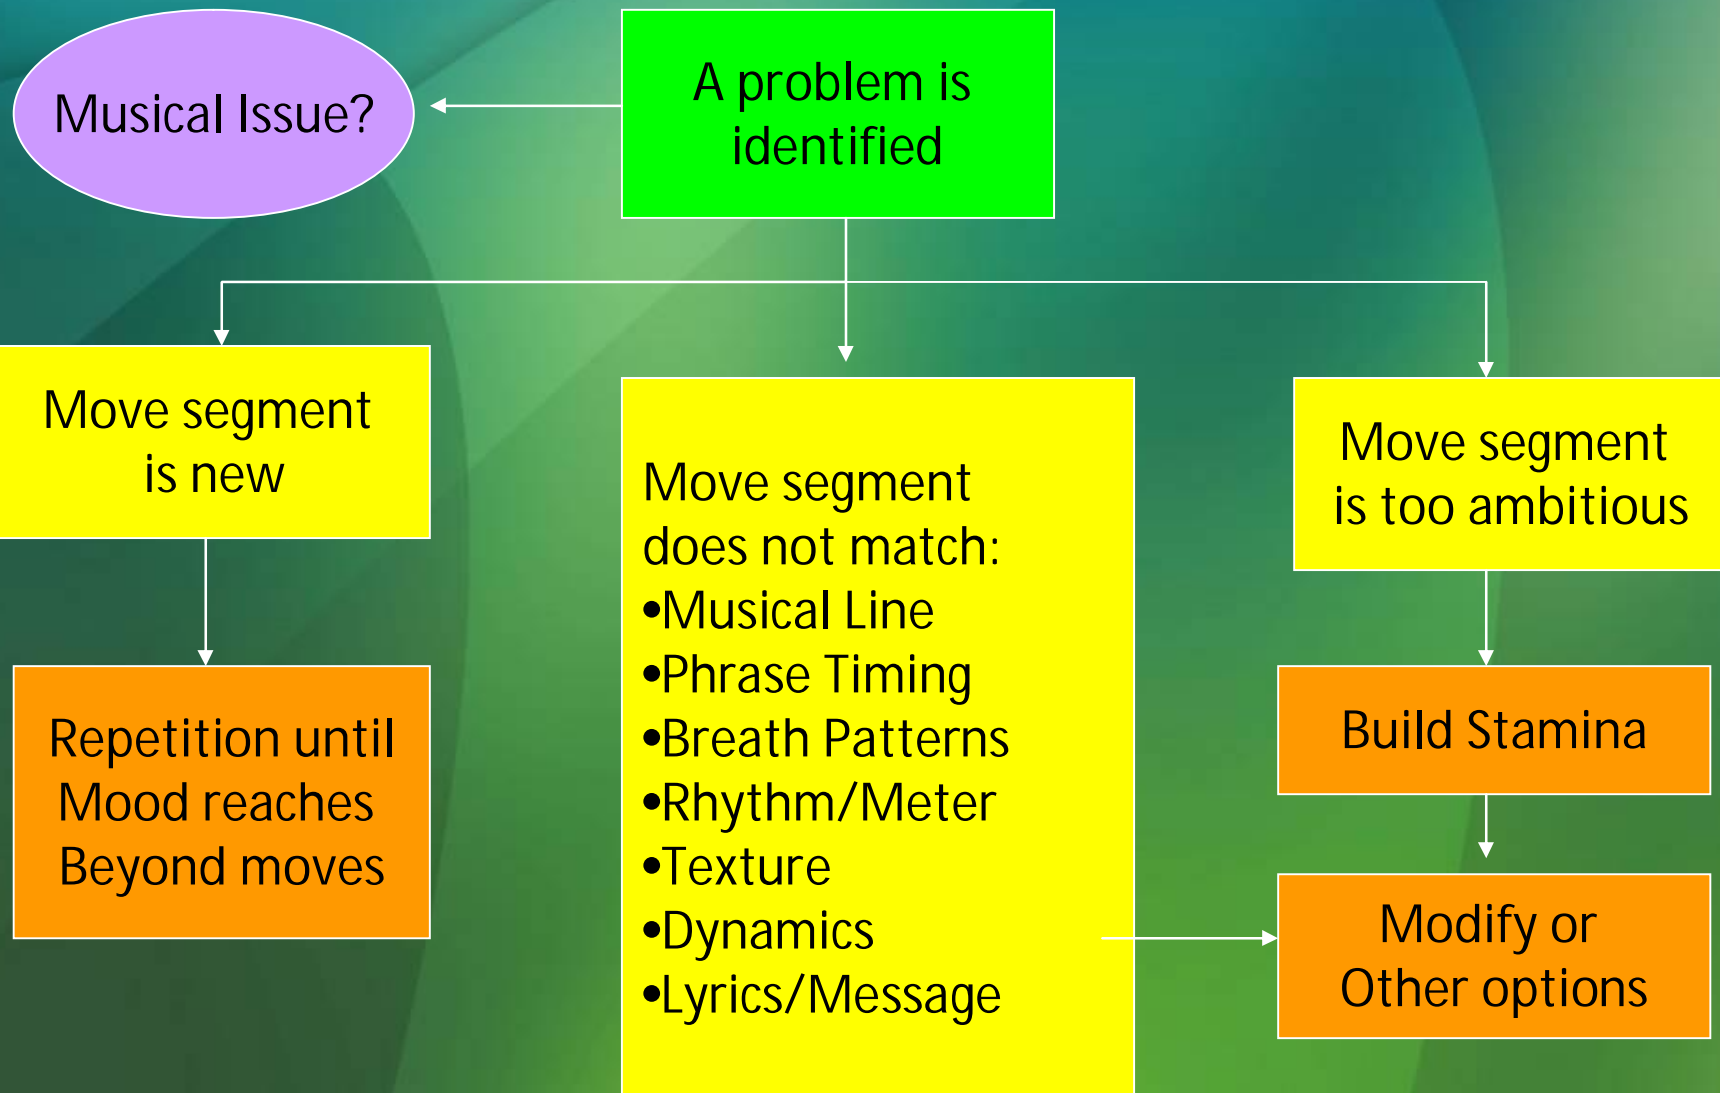 Musical Issue?
A problem is
identified
Move segment
is new
Move segment
does not match:
•Musical Line
•Phrase Timing
•Breath Patterns
•Rhythm/Meter
•Texture
•Dynamics
•Lyrics/Message
Move segment
is too ambitious
Repetition until
Mood reaches
Beyond moves
Build Stamina
Modify or
Other options